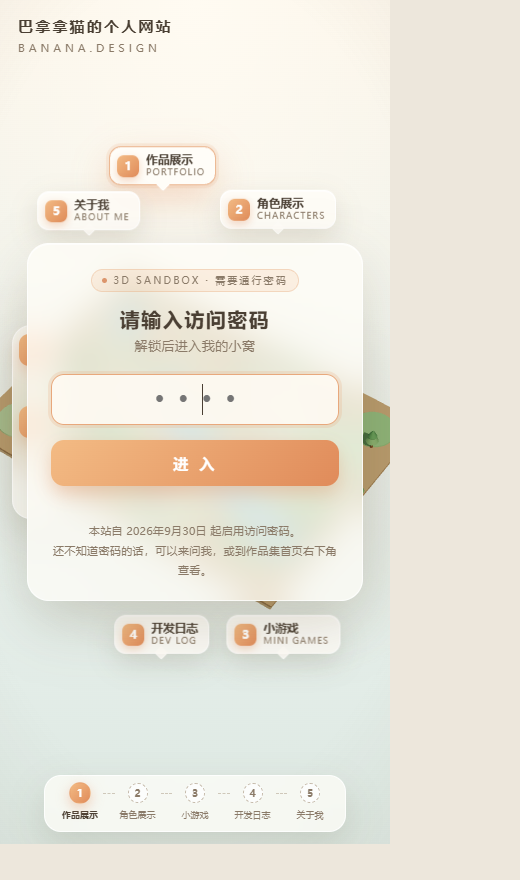 巴拿拿猫的个人网站
BANANA.DESIGN
1 作品展示
PORTFOLIO
5 关于我
ABOUT ME
2 角色展示
CHARACTERS
3D SANDBOX · 需要通行密码
请输入访问密码
解锁后进入我的小窝
进 入
本站自 2026年9月30日 起启用访问密码。
还不知道密码的话，可以来问我，或到作品集首页右下角
查看。
4 开发日志
DEV LOG
3 小游戏
MINI GAMES
1 2 3 4 5
作品展示 角色展示 小游戏 开发日志 关于我